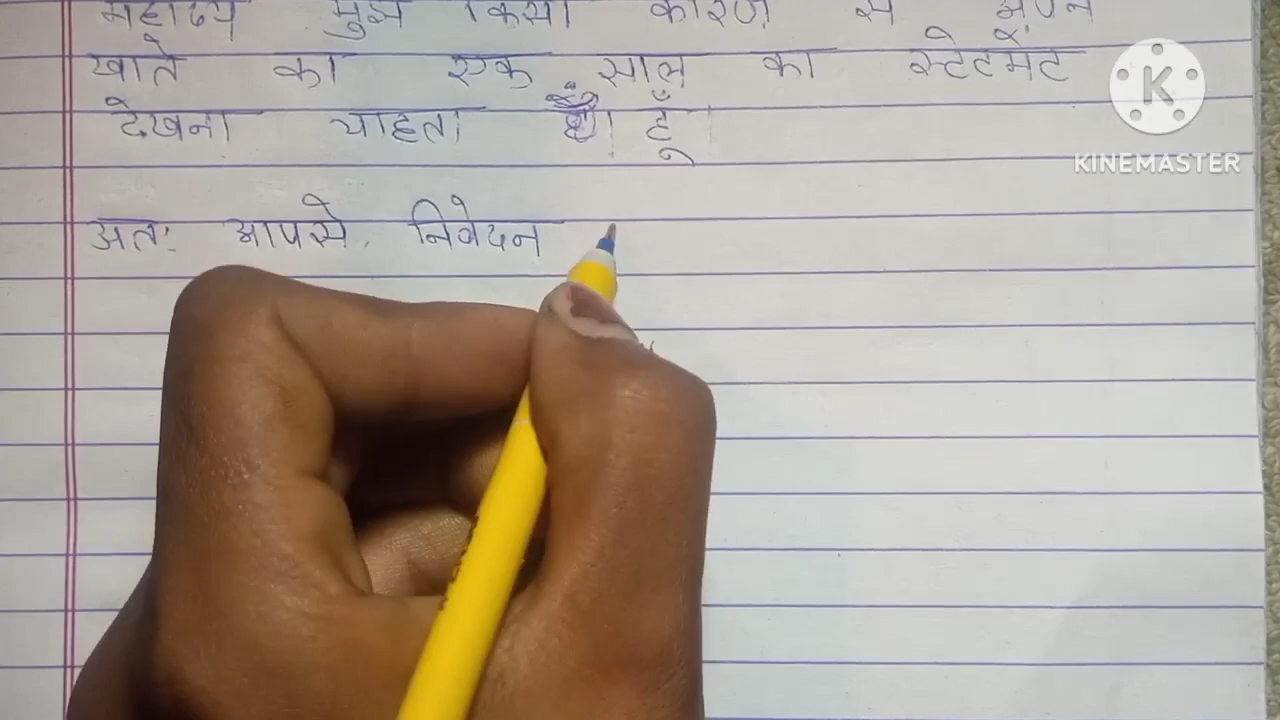 महोदय मुझे किसी कारण से अपने
खाते का एक साल का स्टेटमेंट
देखना चाहता हूँ।
अतः आपसे निवेदन
K
KINEMASTER